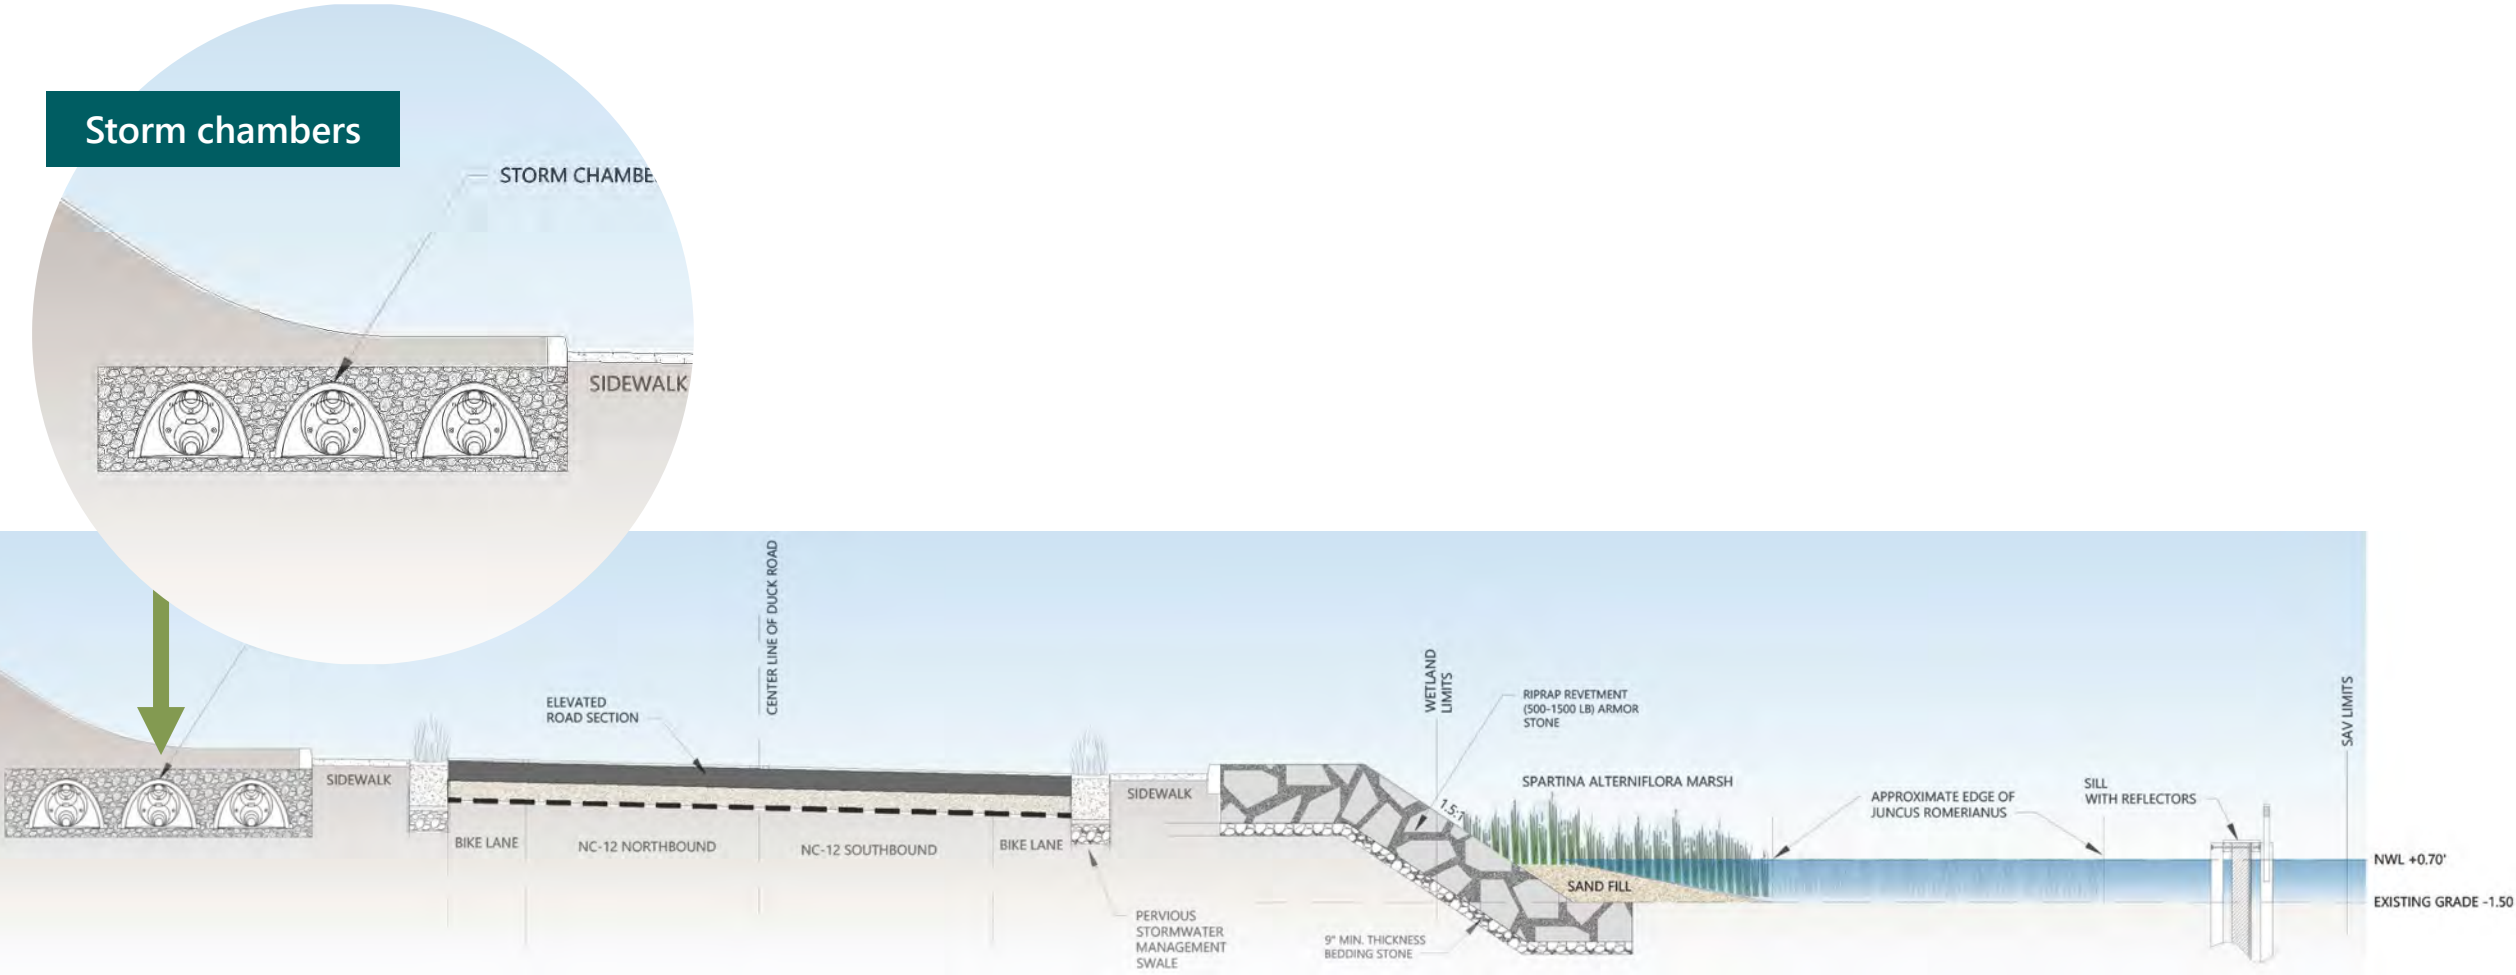 Storm chambers
STORM CHAMBE
SIDEWALK
CENTER LINE OF DUCK ROAD
ELEVATED
ROAD SECTION
WETLAND
LIMITS
RIPRAP REVETMENT
(500-1500 LB) ARMOR
STONE
SAV LIMITS
SIDEWALK
SIDEWALK
1.5:1
SPARTINA ALTERNIFLORA MARSH
APPROXIMATE EDGE OF
JUNCUS ROMERIANUS
SILL
WITH REFLECTORS
BIKE LANE
NC-12 NORTHBOUND
NC-12 SOUTHBOUND
BIKE LANE
NWL +0.70'
SAND FILL
EXISTING GRADE -1.50
PERVIOUS
STORMWATER
MANAGEMENT
SWALE
9" MIN. THICKNESS
BEDDING STONE